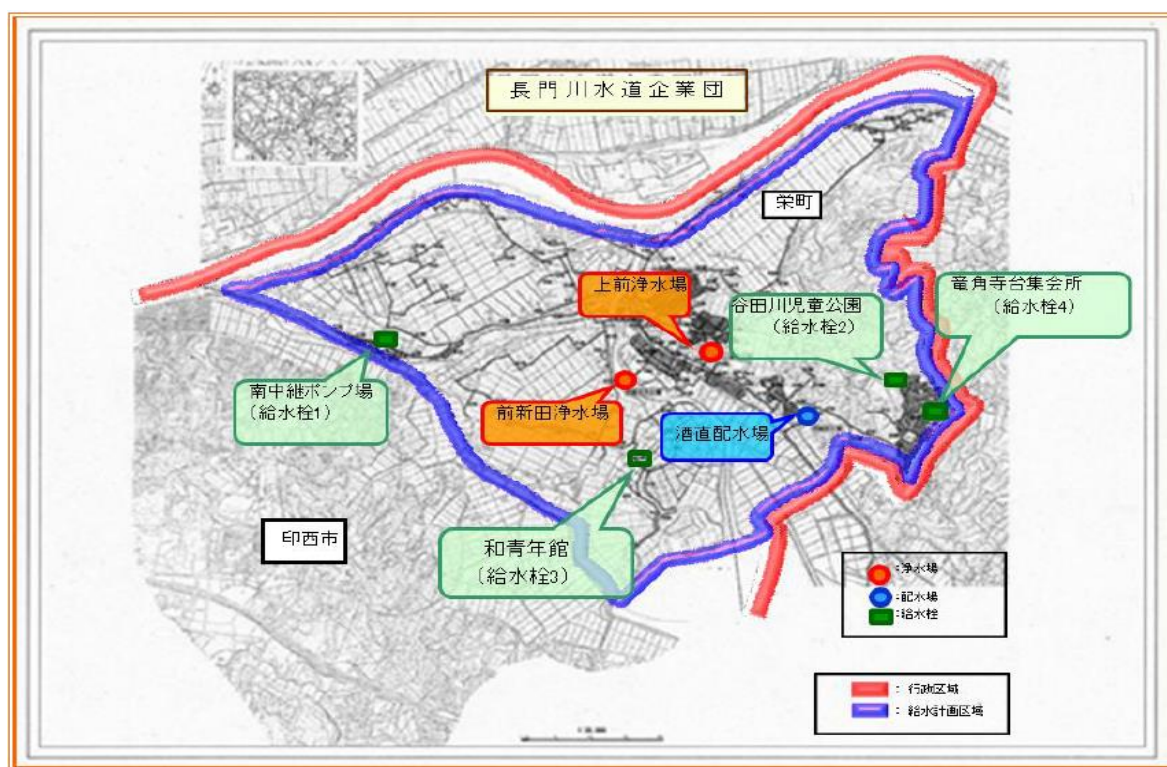 長門川水道企業団
栄町
上前浄水場
谷田川児童公園
(給水栓2)
竜角寺台集会所
(給水栓4)
南中継ポンプ場
(給水栓1)
前新田浄水場
酒直配水場
和青年館
(給水栓3)
印西市
:浄水場
:配水場
:給水栓
: 行政区域
: 給水計画区域